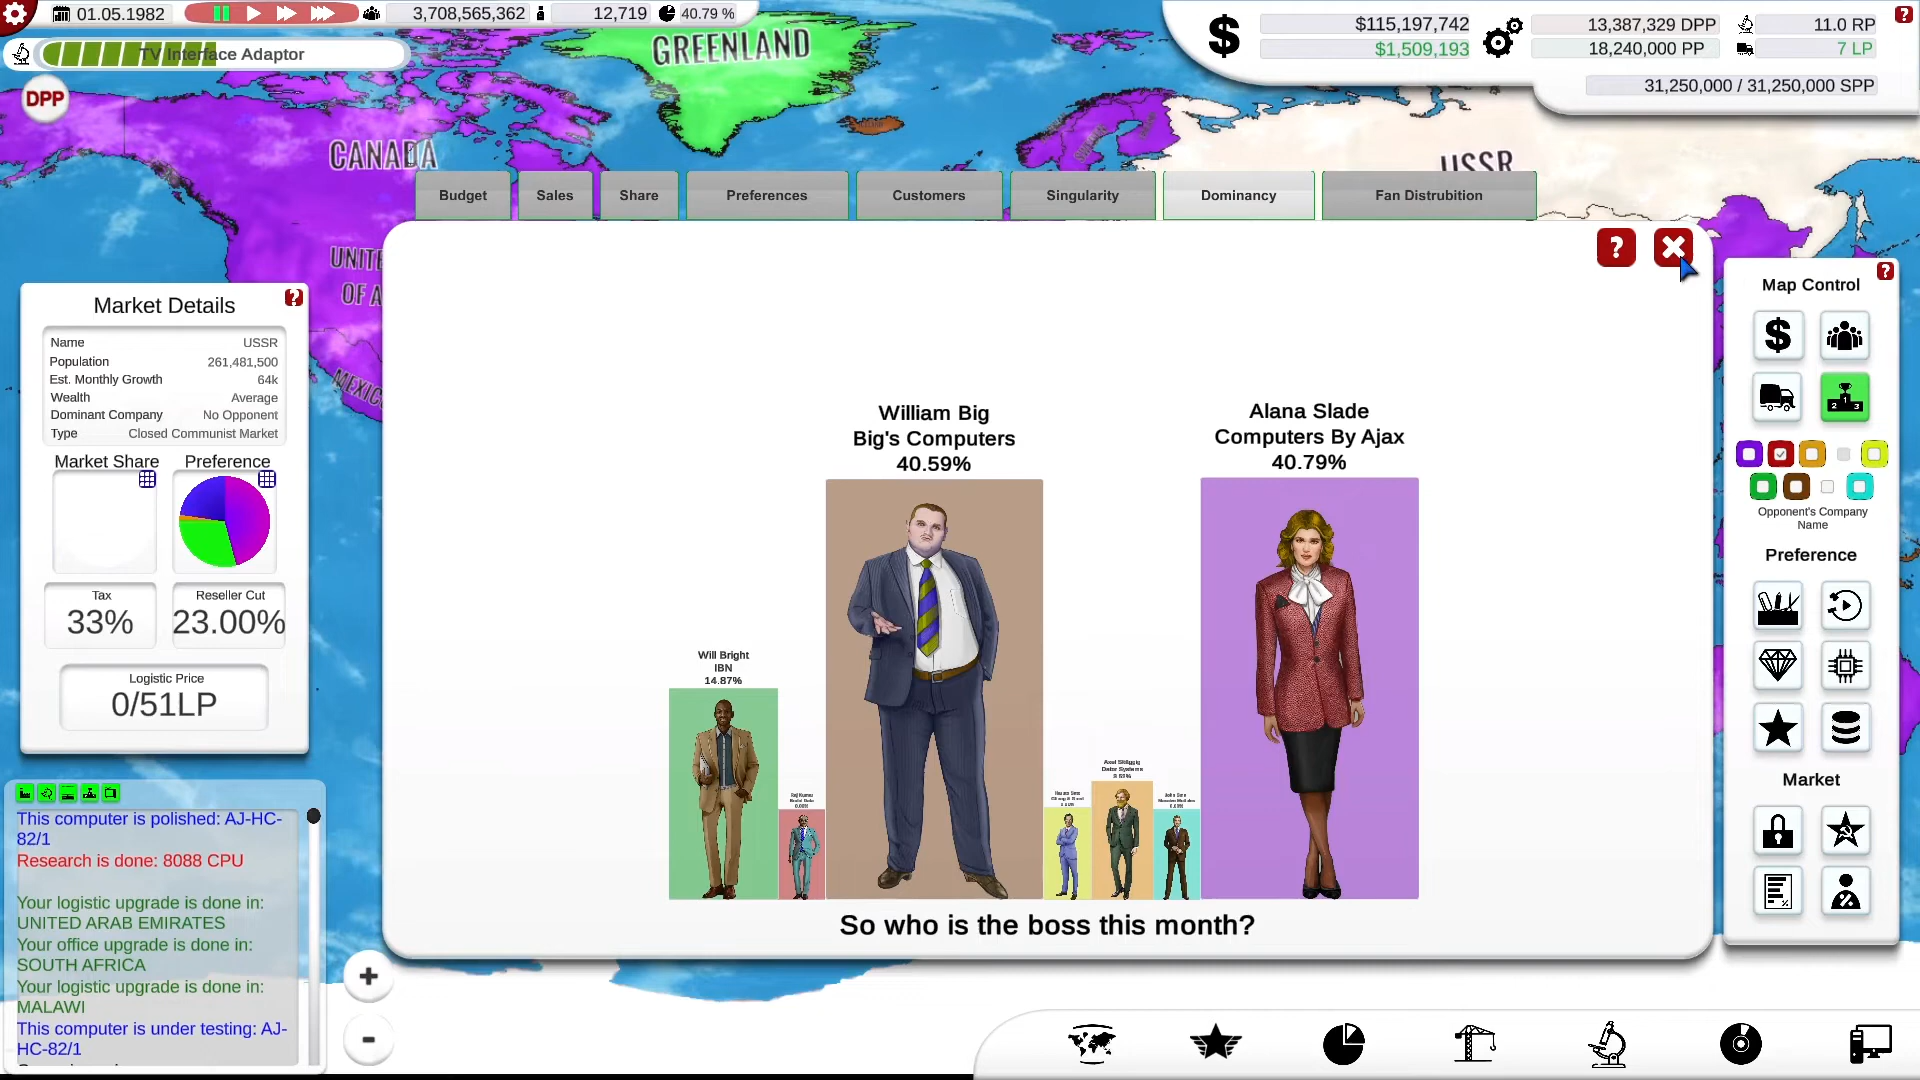 01.05.1982
3,708,565,362
12,719
40.79 %
$115,197,742
$1,509,193
13,387,329 DPP
18,240,000 PP
11.0 RP
7 LP
31,250,000 / 31,250,000 SPP
?
TV Interface Adaptor
DPP
GREENLAND
CANADA
USSR
UNITE
OF A
MEXIC
Budget
Sales
Share
Preferences
Customers
Singularity
Dominancy
Fan Distrubition
?
Market Details
?
Name USSR
Population 261,481,500
Est. Monthly Growth 64k
Wealth Average
Dominant Company No Opponent
Type Closed Communist Market
Market Share
Preference
Tax
33%
Reseller Cut
23.00%
Logistic Price
0/51LP
This computer is polished: AJ-HC-
82/1
Research is done: 8088 CPU
Your logistic upgrade is done in:
UNITED ARAB EMIRATES
Your office upgrade is done in:
SOUTH AFRICA
Your logistic upgrade is done in:
MALAWI
This computer is under testing: AJ-
HC-82/1
+
-
Will Bright
IBN
14.87%
William Big
Big's Computers
40.59%
Alana Slade
Computers By Ajax
40.79%
So who is the boss this month?
?
Map Control
2 1 3
Opponent's Company
Name
Preference
Market